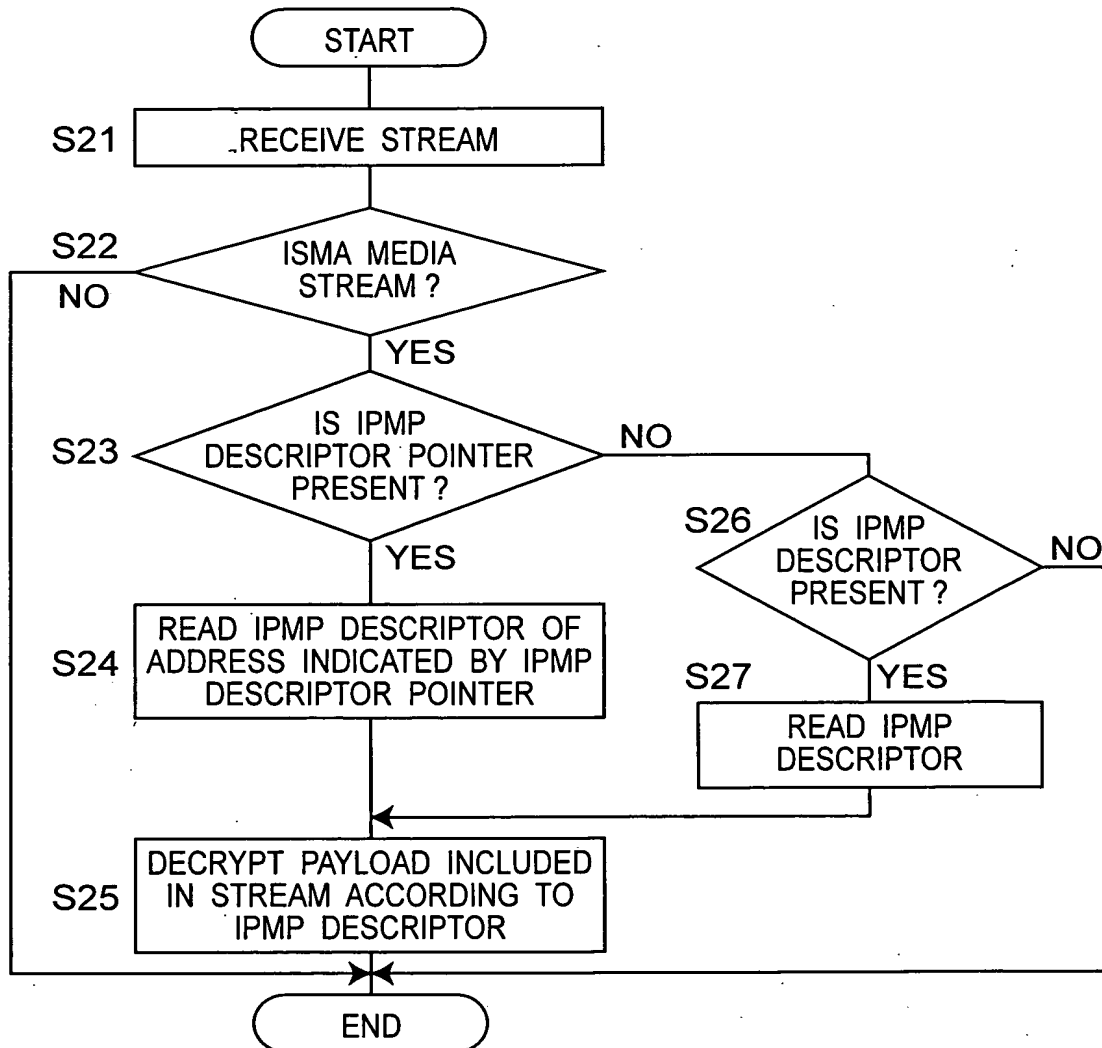 START
S21
RECEIVE STREAM
S22
ISMA MEDIA
STREAM ?
NO
YES
S23
IS IPMP
DESCRIPTOR POINTER
PRESENT ?
NO
YES
S26
IS IPMP
DESCRIPTOR
PRESENT ?
NO
YES
S24
READ IPMP DESCRIPTOR OF
ADDRESS INDICATED BY IPMP
DESCRIPTOR POINTER
S27
READ IPMP
DESCRIPTOR
S25
DECRYPT PAYLOAD INCLUDED
IN STREAM ACCORDING TO
IPMP DESCRIPTOR
END